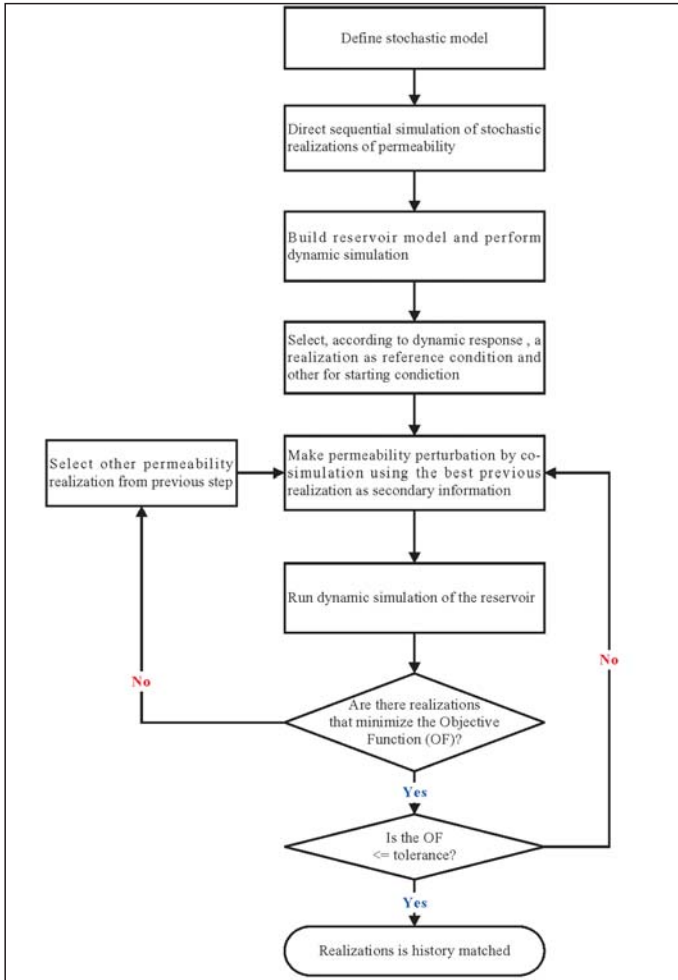 Define stochastic model
Direct sequential simulation of stochastic
realizations of permeability
Build reservoir model and perform
dynamic simulation
Select, according to dynamic response , a
realization as reference condition and
other for starting condiction
Select other permeability
realization from previous step
Make permeability perturbation by co-
simulation using the best previous
realization as secondary information
Run dynamic simulation of the reservoir
No
No
Are there realizations
that minimize the Objective
Function (OF)?
Yes
Is the OF
<= tolerance?
Yes
Realizations is history matched